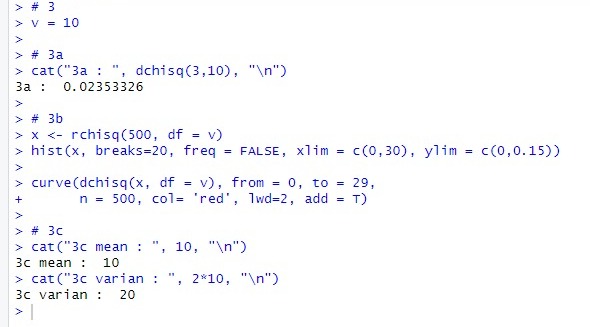 > # 3
> v = 10
>
> # 3a
> cat("3a : ", dchisq(3,10), "\n")
3a :  0.02353326
>
> # 3b
> x <- rchisq(500, df = v)
> hist(x, breaks=20, freq = FALSE, xlim = c(0,30), ylim = c(0,0.15))
>
> curve(dchisq(x, df = v), from = 0, to = 29,
+       n = 500, col= 'red', lwd=2, add = T)
>
> # 3c
> cat("3c mean : ", 10, "\n")
3c mean :  10
> cat("3c varian : ", 2*10, "\n")
3c varian :  20
>